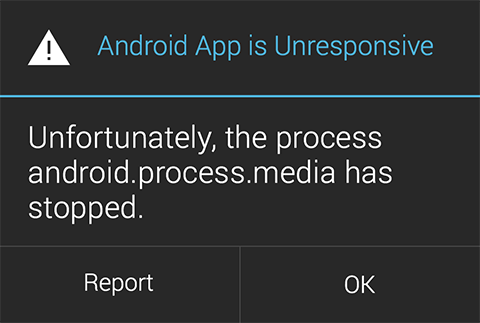 Android App is Unresponsive
Unfortunately, the process
android.process.media has
stopped.
Report
OK